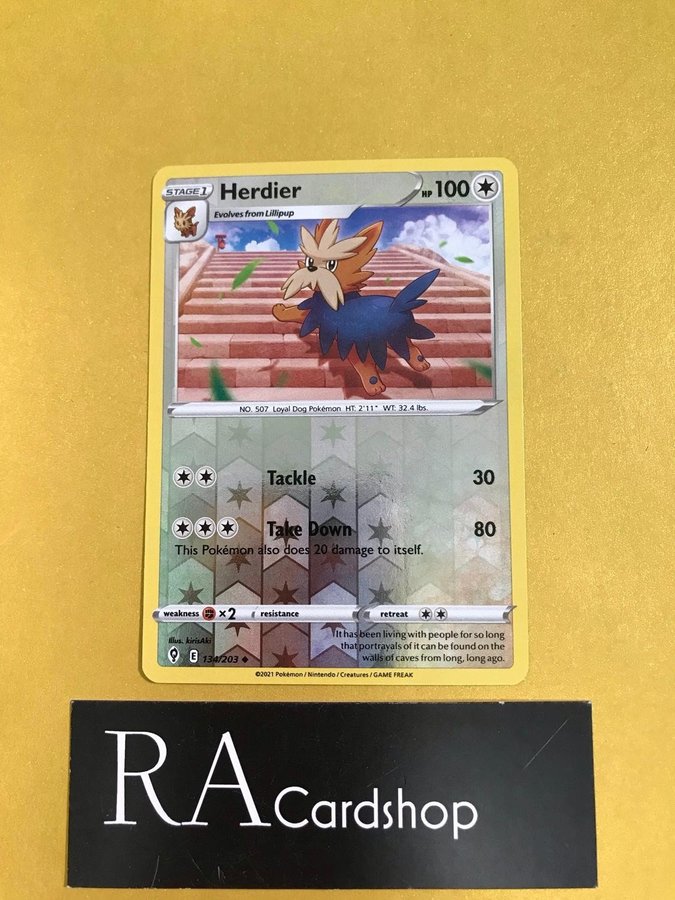 STAGE 1 Herdier HP 100
Evolves from Lillipup
NO. 507 Loyal Dog Pokémon HT: 2'11" WT: 32.4 lbs.
Tackle 30
Take Down 80
This Pokémon also does 20 damage to itself.
weakness ×2 resistance retreat
Illus. kirisAki
It has been living with people for so long
that portrayals of it can be found on the
walls of caves from long, long ago.
E 134/203
©2021 Pokémon / Nintendo / Creatures / GAME FREAK
RA Cardshop